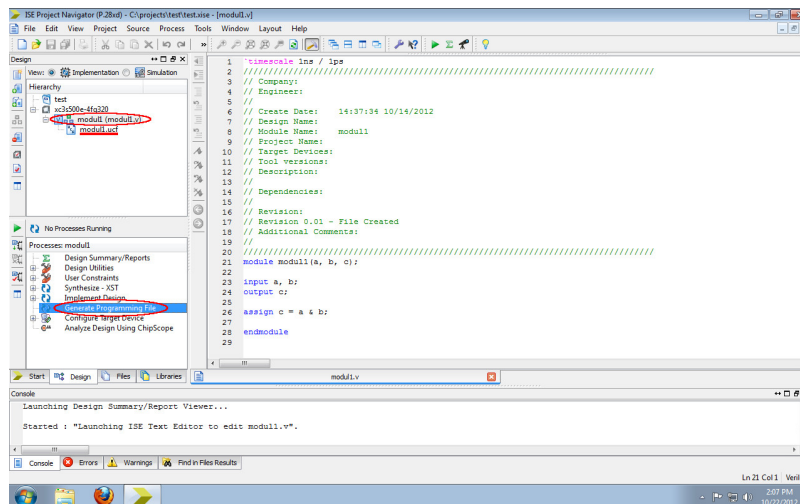 ISE Project Navigator (P.28xd) - C:\projects\test\test.xise - [modul1.v]
File Edit View Project Source Process Tools Window Layout Help
Design
View: Implementation Simulation
Hierarchy
test
xc3s500e-4fg320
modul1 (modul1.v)
modul1.ucf
No Processes Running
Processes: modul1
Design Summary/Reports
Design Utilities
User Constraints
Synthesize - XST
Implement Design
Generate Programming File
Configure Target Device
Analyze Design Using ChipScope
Start Design Files Libraries
1 `timescale 1ns / 1ps
2 //////////////////////////////////////////////////////////////////////////////////
3 // Company:
4 // Engineer:
5 //
6 // Create Date: 14:37:34 10/14/2012
7 // Design Name:
8 // Module Name: modul1
9 // Project Name:
10 // Target Devices:
11 // Tool versions:
12 // Description:
13 //
14 // Dependencies:
15 //
16 // Revision:
17 // Revision 0.01 - File Created
18 // Additional Comments:
19 //
20 //////////////////////////////////////////////////////////////////////////////////
21 module modul1(a, b, c);
22
23 input a, b;
24 output c;
25
26 assign c = a & b;
27
28 endmodule
29
modul1.v
Console
Launching Design Summary/Report Viewer...
Started : "Launching ISE Text Editor to edit modul1.v".
Console Errors Warnings Find in Files Results
Ln 21 Col 1 Veril
2:07 PM
10/22/2012